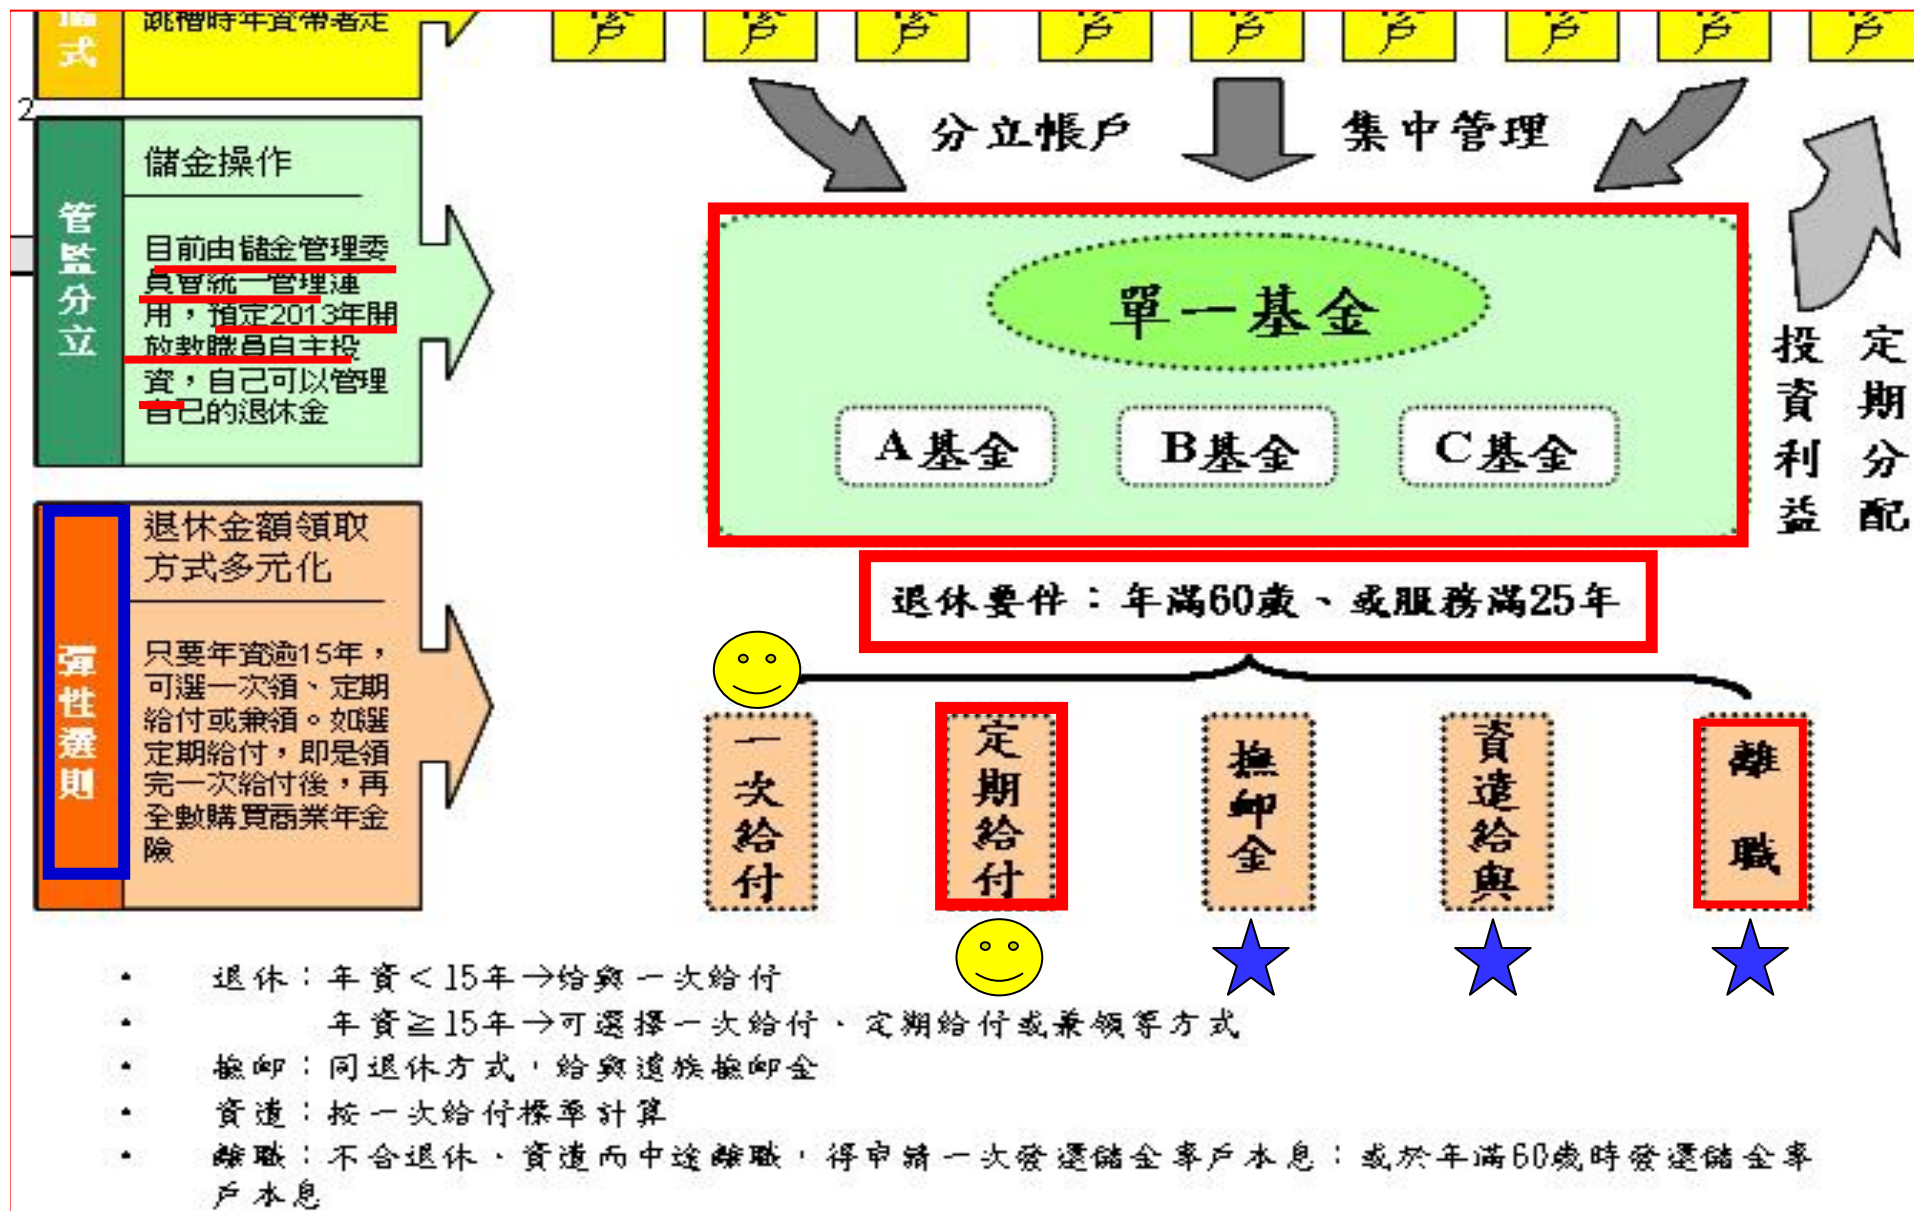 式
跳槽時年資帶著走
戶 戶 戶 戶 戶 戶 戶 戶 戶
2
分立帳戶
集中管理
管監分立
儲金操作
目前由儲金管理委
員會統一管理運
用，預定2013年開
放教職員自主投
資，自己可以管理
自己的退休金
單一基金
A基金
B基金
C基金
定期分配
投資利益
彈性選則
退休金額領取
方式多元化
只要年資逾15年，
可選一次領、定期
給付或兼領。如選
定期給付，即是領
完一次給付後，再
全數購買商業年金
險
退休要件：年滿60歲、或服務滿25年
一次給付
定期給付
撫卹金
資遣給與
離職
• 退休：年資＜15年→給與一次給付
• 年資≧15年→可選擇一次給付、定期給付或兼領等方式
• 撫卹：同退休方式，給與遺族撫卹金
• 資遣：按一次給付標準計算
• 離職：不合退休、資遣而中途離職，得申請一次發還儲金專戶本息；或於年滿60歲時發還儲金專
戶本息